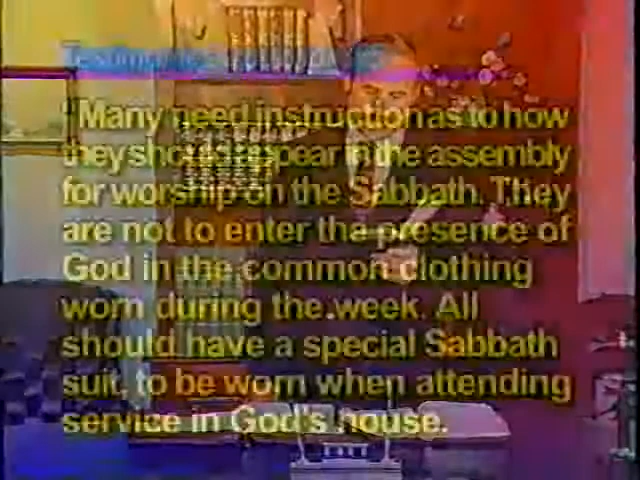 Testimonies
"Many need instruction as to how
they should appear in the assembly
for worship on the Sabbath. They
are not to enter the presence of
God in the common clothing
worn during the week. All
should have a special Sabbath
suit, to be worn when attending
service in God's house.